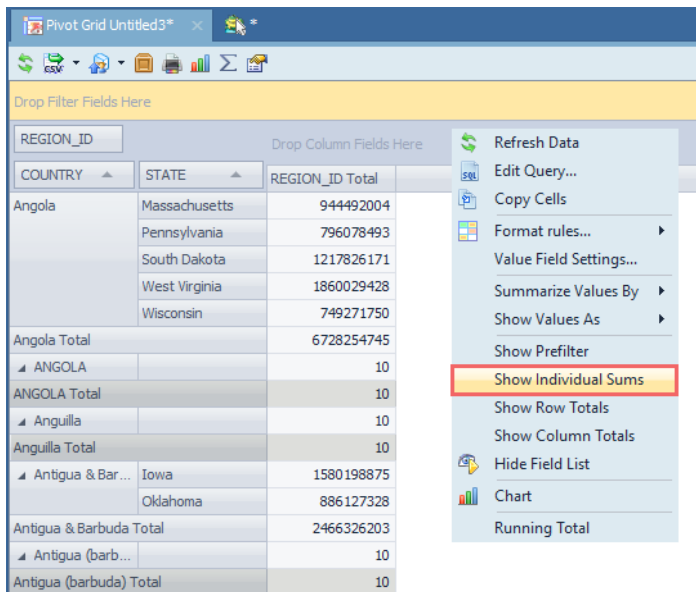 Pivot Grid Untitled3* ×
*
CSV
Drop Filter Fields Here
REGION_ID
Drop Column Fields Here
COUNTRY STATE REGION_ID Total
Angola Massachusetts 944492004
Pennsylvania 796078493
South Dakota 1217826171
West Virginia 1860029428
Wisconsin 749271750
Angola Total 6728254745
ANGOLA 10
ANGOLA Total 10
Anguilla 10
Anguilla Total 10
Antigua & Bar... Iowa 1580198875
Oklahoma 886127328
Antigua & Barbuda Total 2466326203
Antigua (barb... 10
Antigua (barbuda) Total 10
Refresh Data
SQL Edit Query...
Copy Cells
Format rules...
Value Field Settings...
Summarize Values By
Show Values As
Show Prefilter
Show Individual Sums
Show Row Totals
Show Column Totals
Hide Field List
Chart
Running Total